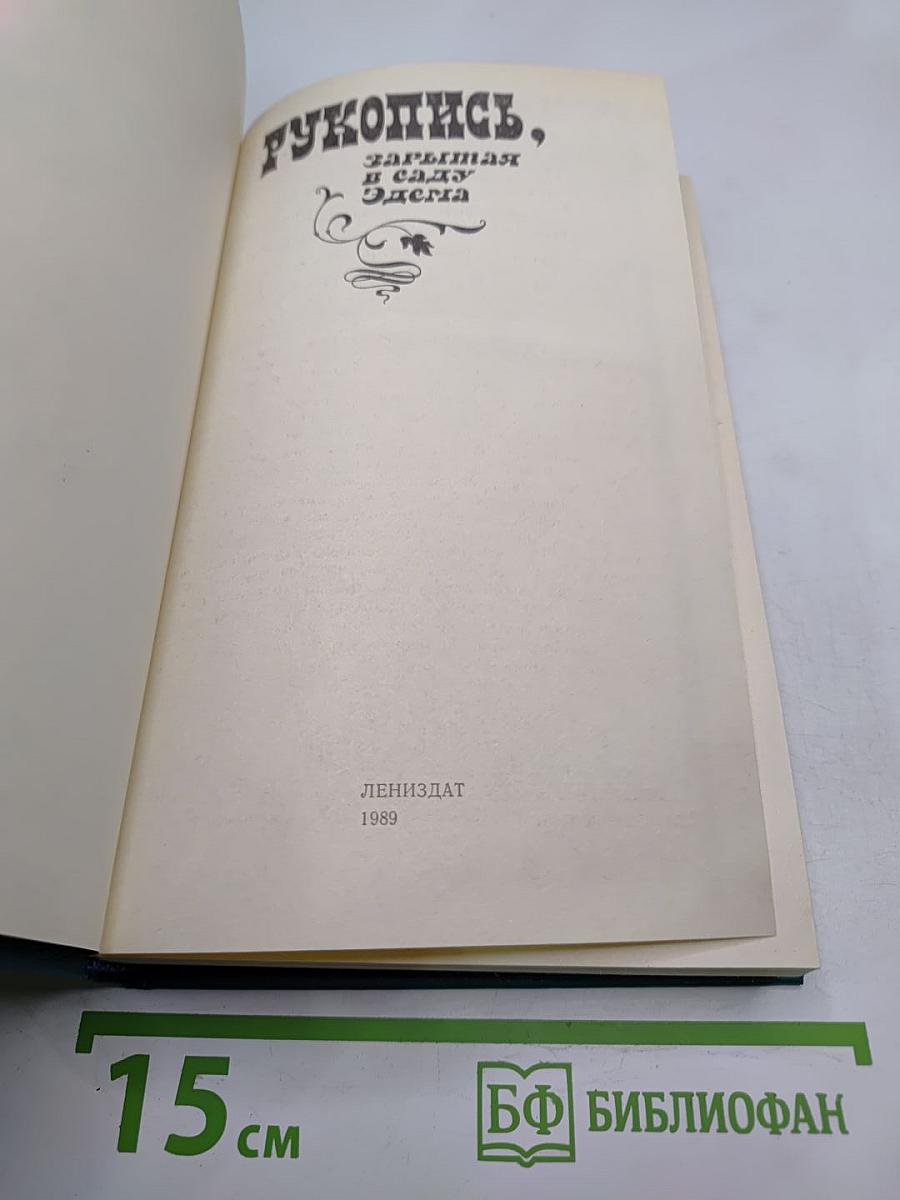 РУКОПИСЬ,
зарытая
в саду
Эдема
ЛЕНИЗДАТ
1989
15 см
БФ БИБЛИОФАН